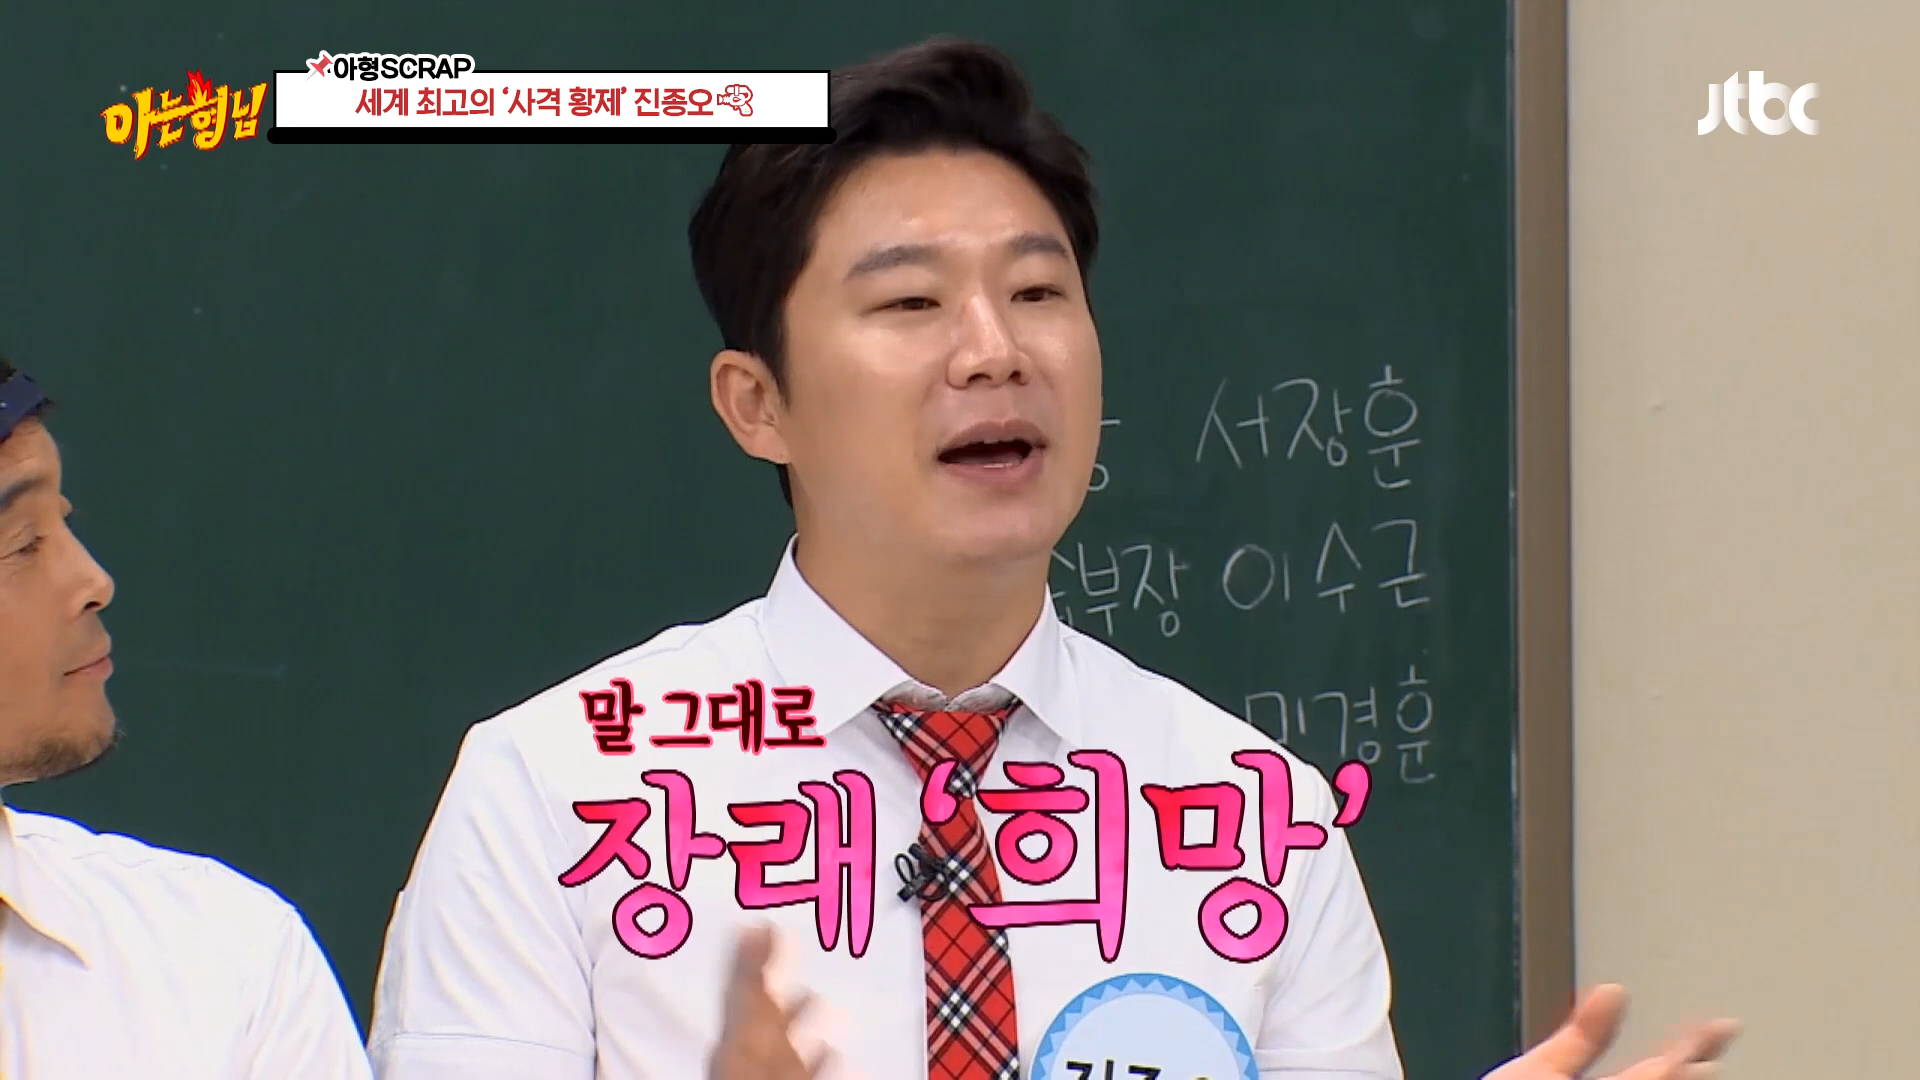 아형SCRAP
아는형님
세계 최고의 ‘사격 황제’ 진종오
jtbc
서장훈
부장 이수근
경훈
말 그대로
장래 ‘희망’